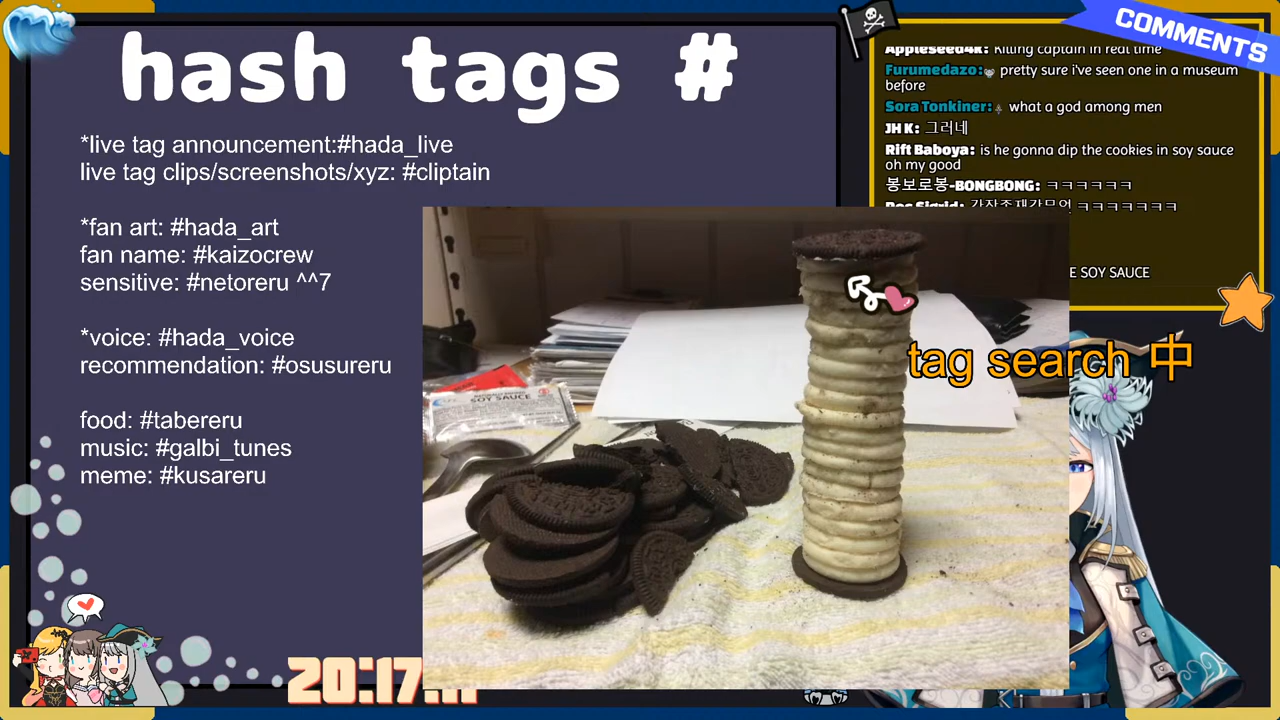 hash tags #
*live tag announcement:#hada_live
live tag clips/screenshots/xyz: #cliptain
*fan art: #hada_art
fan name: #kaizocrew
sensitive: #netoreru ^^7
*voice: #hada_voice
recommendation: #osusureru
food: #tabereru
music: #galbi_tunes
meme: #kusareru
20:17
COMMENTS
Appleseed4k: Killing captain in real time
Furumedazo: pretty sure i've seen one in a museum
before
Sora Tonkiner: what a god among men
JH K: 그러네
Rift Baboya: is he gonna dip the cookies in soy sauce
oh my good
봉보로봉-BONGBONG: ㅋㅋㅋㅋㅋㅋ
ㅋㅋㅋㅋㅋㅋㅋ
E SOY SAUCE
SOY SAUCE
tag search 中